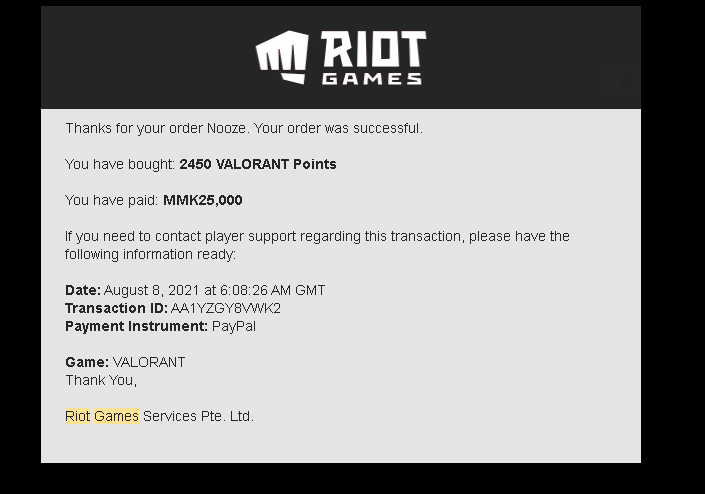 RIOT
GAMES
Thanks for your order Nooze. Your order was successful.
You have bought: 2450 VALORANT Points
You have paid: MMK25,000
If you need to contact player support regarding this transaction, please have the
following information ready:
Date: August 8, 2021 at 6:08:26 AM GMT
Transaction ID: AA1YZGY8VWK2
Payment Instrument: PayPal
Game: VALORANT
Thank You,
Riot Games Services Pte. Ltd.